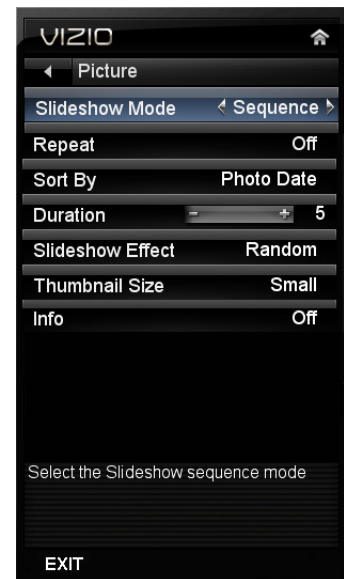 VIZIO
Picture
Slideshow Mode Sequence
Repeat Off
Sort By Photo Date
Duration - + 5
Slideshow Effect Random
Thumbnail Size Small
Info Off
Select the Slideshow sequence mode
EXIT